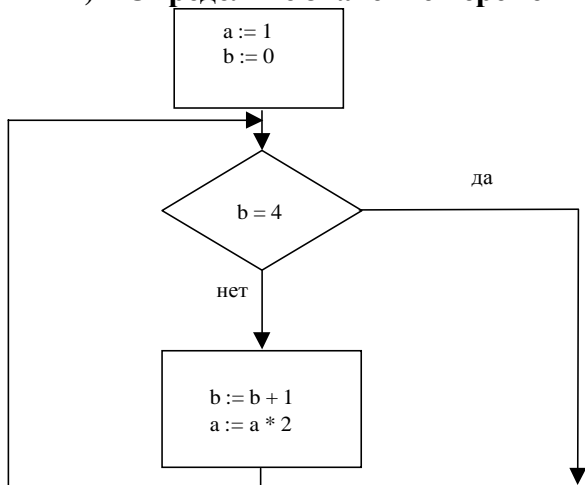 a := 1
b := 0
да
b = 4
нет
b := b + 1
a := a * 2